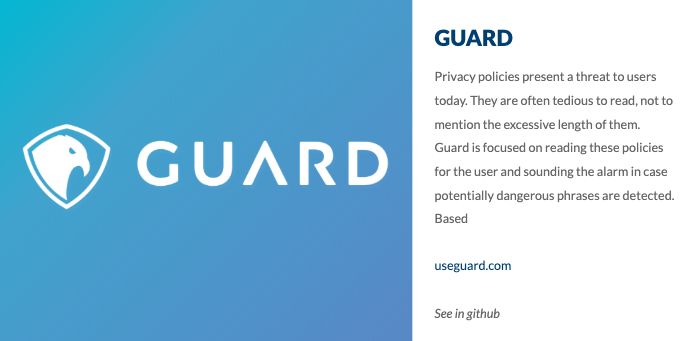 GUARD
GUARD
Privacy policies present a threat to users
today. They are often tedious to read, not to
mention the excessive length of them.
Guard is focused on reading these policies
for the user and sounding the alarm in case
potentially dangerous phrases are detected.
Based
useguard.com
See in github